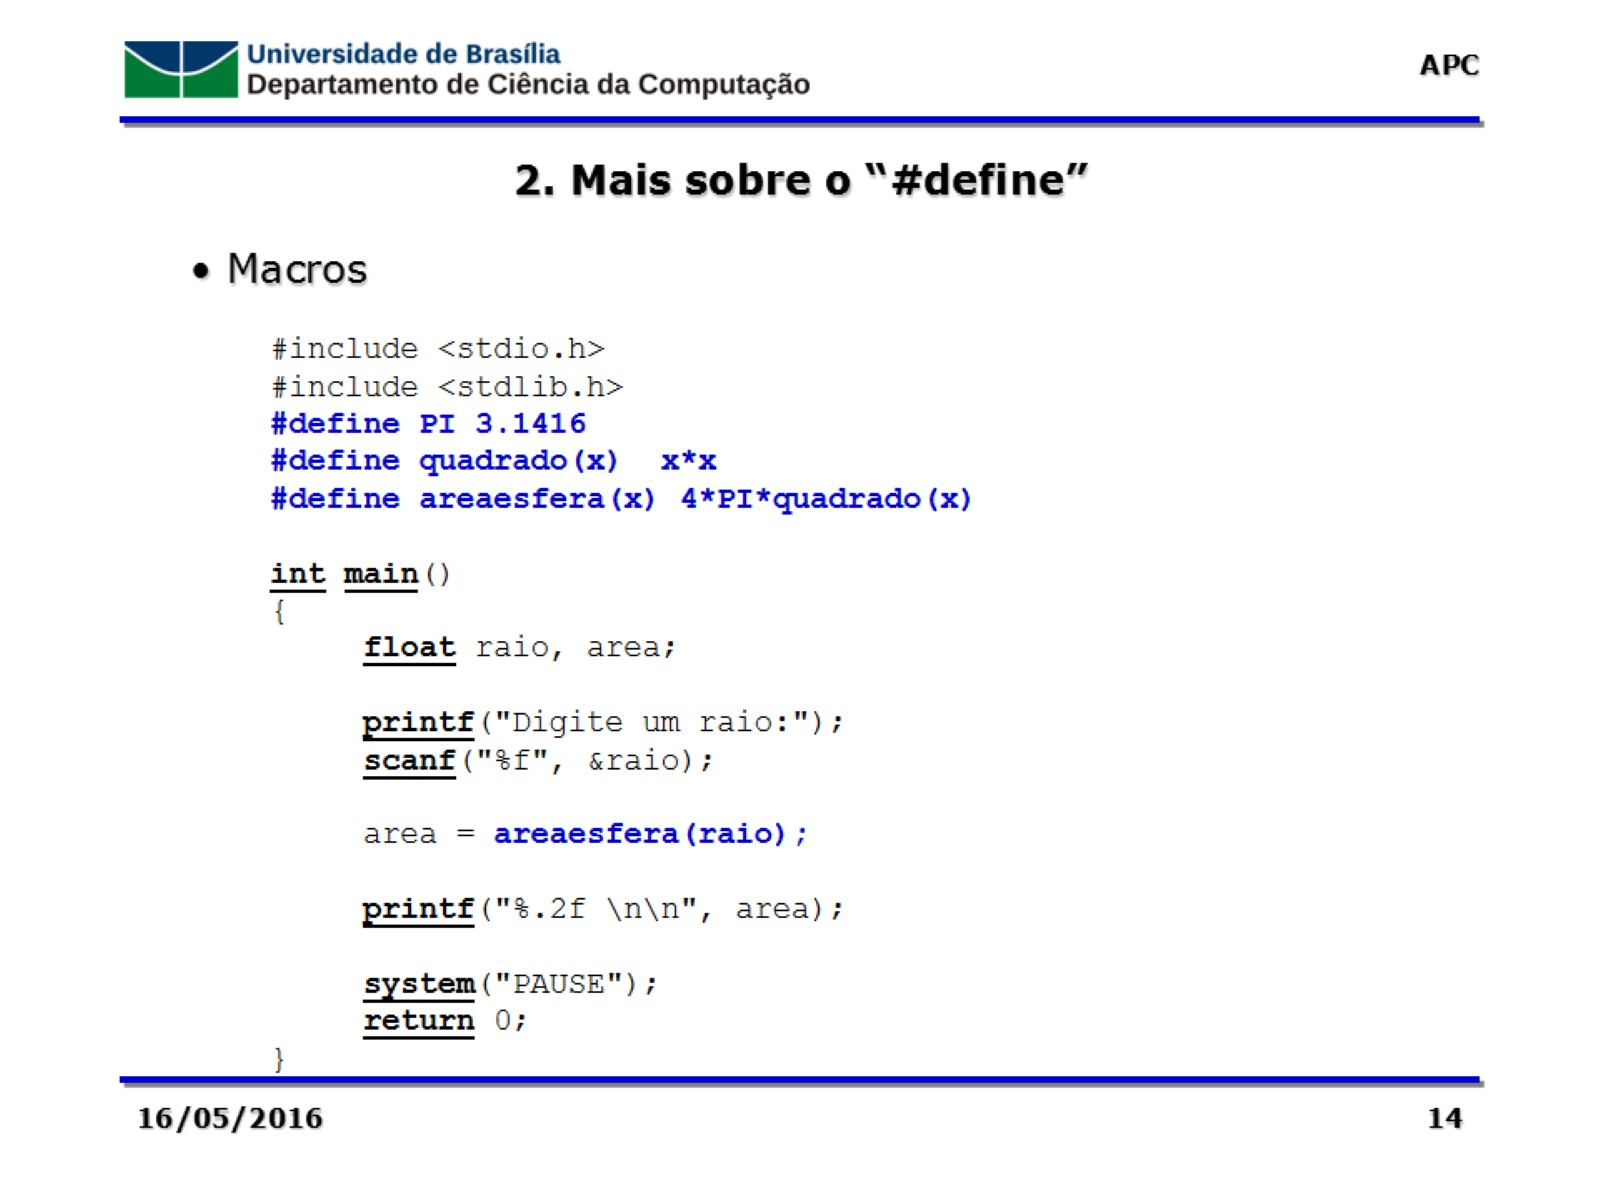 Universidade de Brasília
Departamento de Ciência da Computação
APC
2. Mais sobre o “#define”
• Macros
#include <stdio.h>
#include <stdlib.h>
#define PI 3.1416
#define quadrado(x)  x*x
#define areaesfera(x) 4*PI*quadrado(x)
int main()
{
float raio, area;
printf("Digite um raio:");
scanf("%f", &raio);
area = areaesfera(raio);
printf("%.2f \n\n", area);
system("PAUSE");
return 0;
}
16/05/2016
14